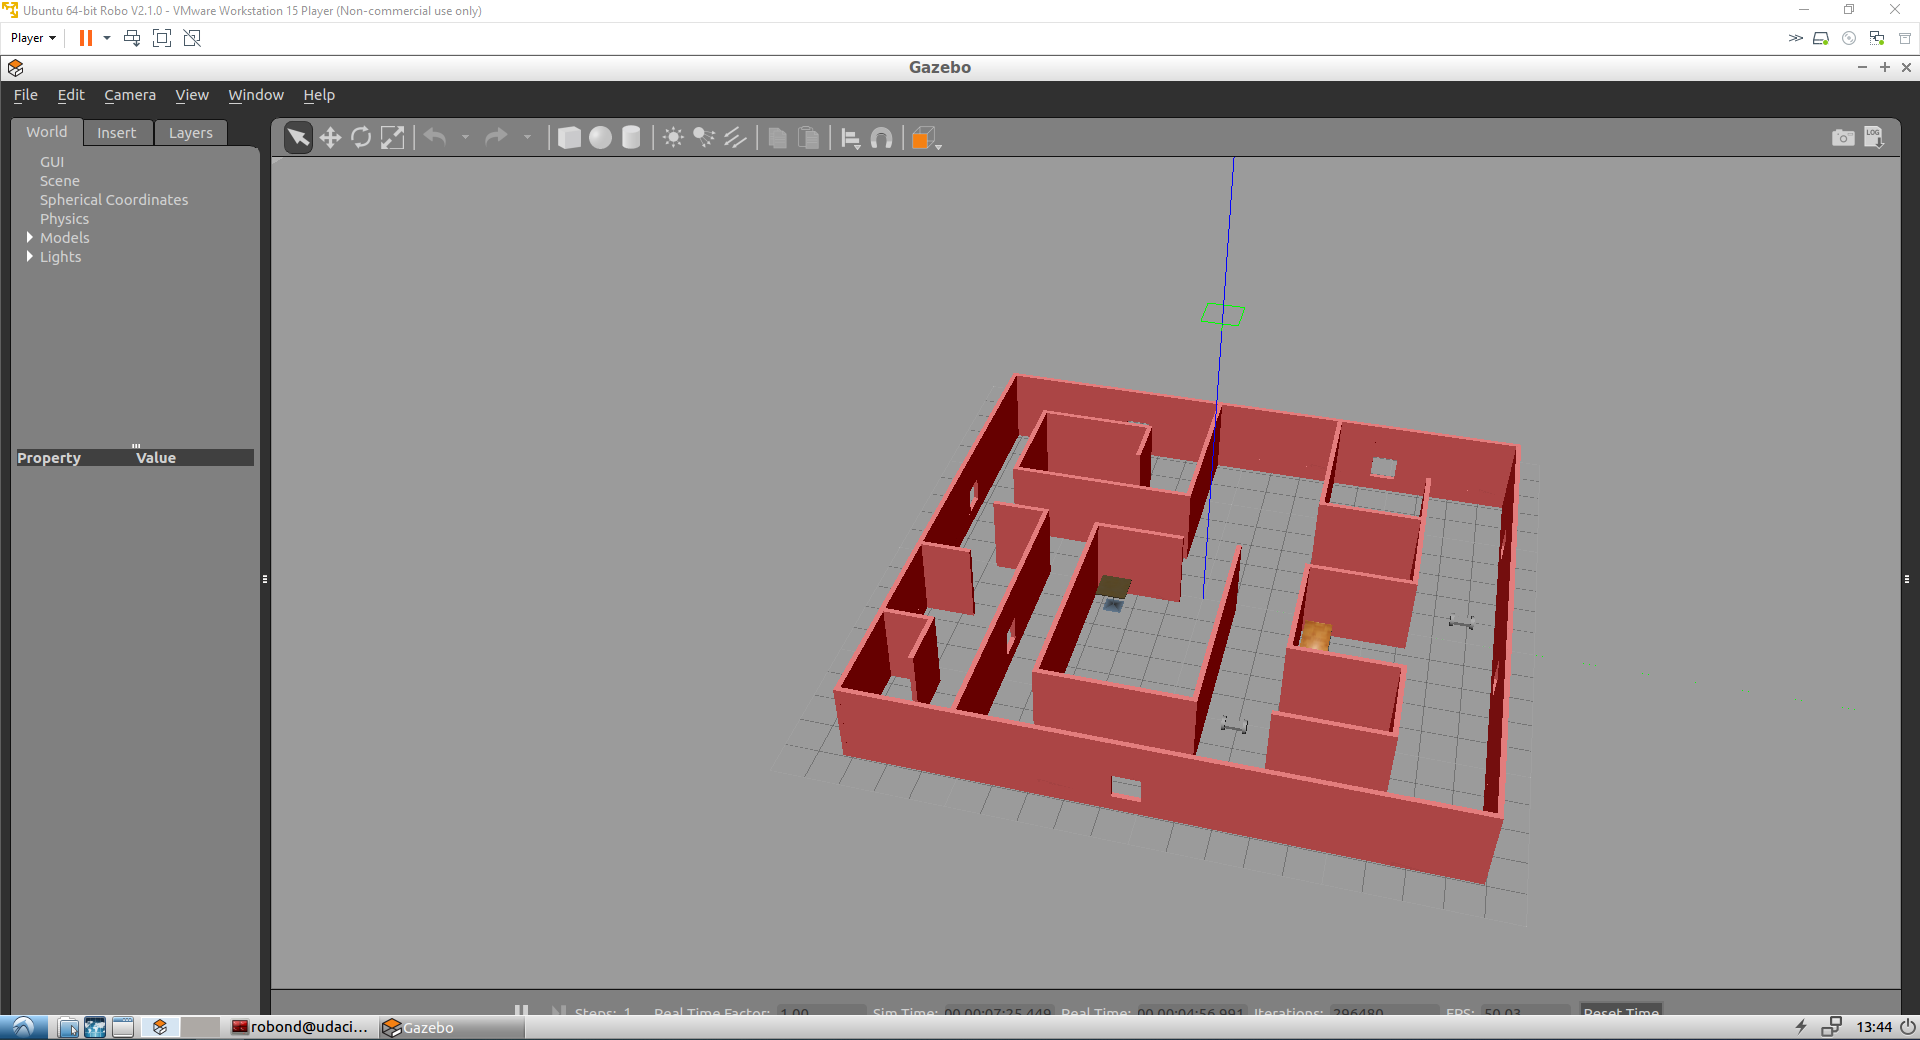 Ubuntu 64-bit Robo V2.1.0 - VMware Workstation 15 Player (Non-commercial use only)
Player
Gazebo
File Edit Camera View Window Help
World Insert Layers
LOG
GUI
Scene
Spherical Coordinates
Physics
Models
Lights
Property Value
Steps: 1 Real Time Factor: 1.00 Sim Time: 00 00:07:25.449 Real Time: 00 00:04:56.991 Iterations: 296480 FPS: 50.03 Reset Time
robond@udaci... Gazebo 13:44